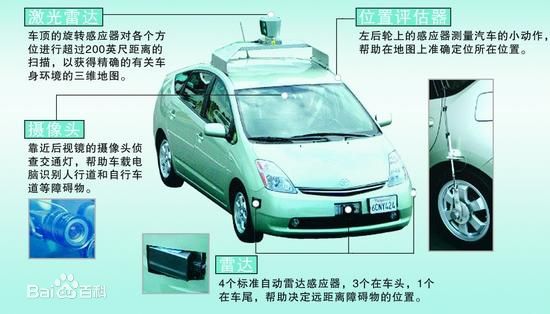 激光雷达
车顶的旋转感应器对各个方
位进行超过200英尺距离的
扫描，以获得精确的有关车
身环境的三维地图。
位置评估器
左后轮上的感应器测量汽车的小动作，
帮助在地图上准确定位所在位置。
摄像头
靠近后视镜的摄像头侦
查交通灯，帮助车载电
脑识别人行道和自行车
道等障碍物。
6CNY424
雷达
4个标准自动雷达感应器，3个在车头，1个
在车尾，帮助决定远距离障碍物的位置。
Bai百科